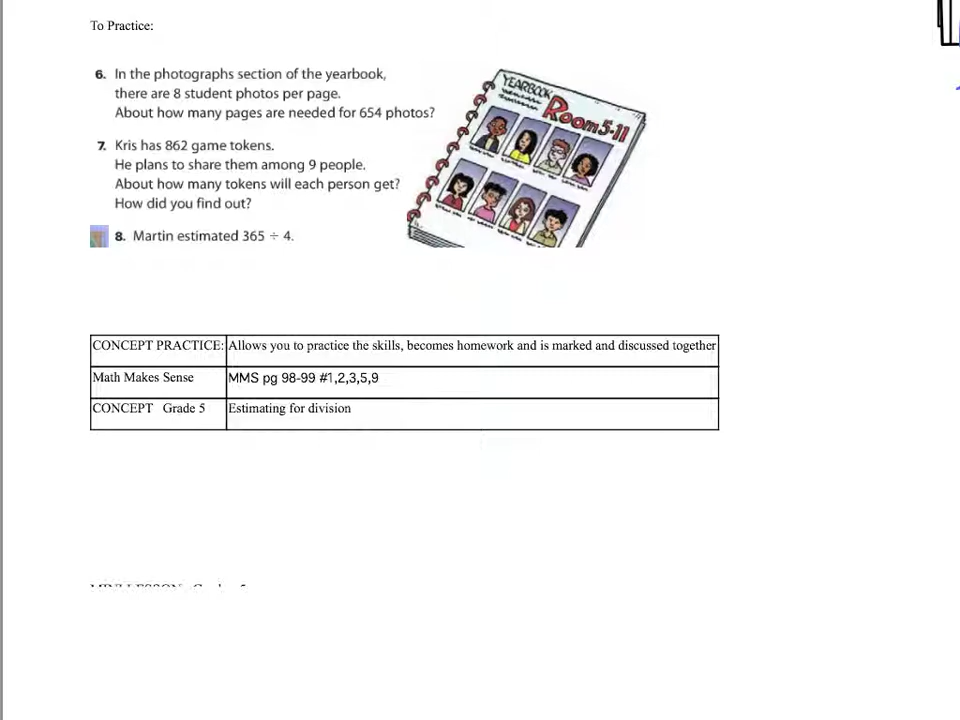 To Practice:
6. In the photographs section of the yearbook,
there are 8 student photos per page.
About how many pages are needed for 654 photos?
7. Kris has 862 game tokens.
He plans to share them among 9 people.
About how many tokens will each person get?
How did you find out?
8. Martin estimated 365 ÷ 4.
YEARBOOK
Room 5-11
CONCEPT PRACTICE: Allows you to practice the skills, becomes homework and is marked and discussed together
Math Makes Sense MMS pg 98-99 #1,2,3,5,9
CONCEPT Grade 5 Estimating for division